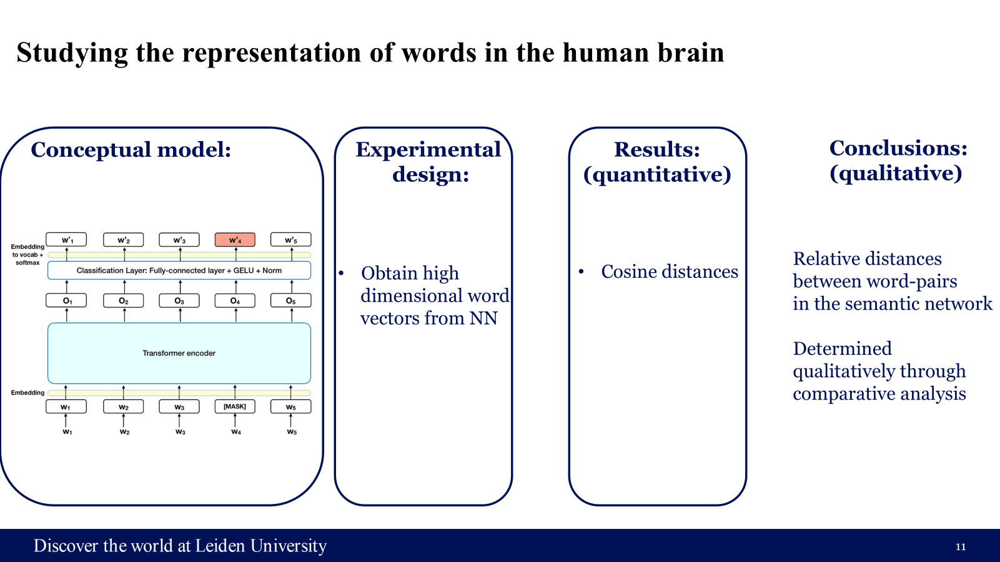 Studying the representation of words in the human brain
Conceptual model:
w'1 w'2 w'3 w'4 w'5
Embedding
to vocab +
softmax
Classification Layer: Fully-connected layer + GELU + Norm
O1 O2 O3 O4 O5
Transformer encoder
Embedding
W1 W2 W3 [MASK] W5
W1 W2 W3 W4 W5
Experimental
design:
• Obtain high
dimensional word
vectors from NN
Results:
(quantitative)
• Cosine distances
Conclusions:
(qualitative)
Relative distances
between word-pairs
in the semantic network
Determined
qualitatively through
comparative analysis
Discover the world at Leiden University
11